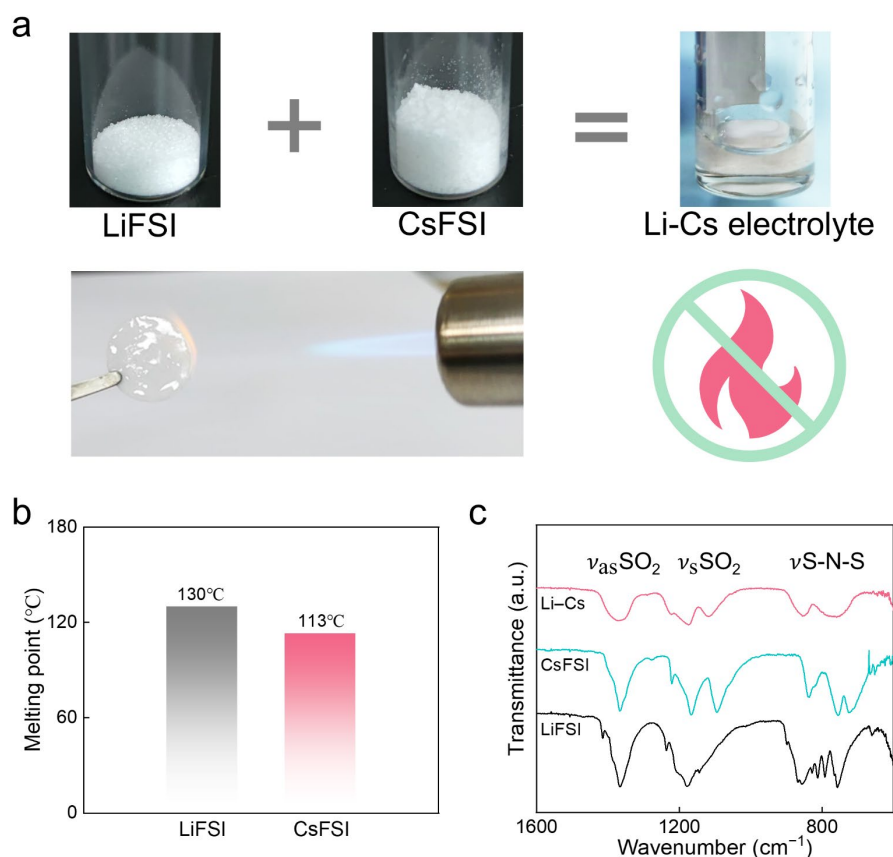 a
+ =
LiFSI CsFSI Li-Cs electrolyte
b
180
120
60
0
Melting point (℃)
130℃
113℃
LiFSI CsFSI
c
νasSO2 νsSO2 νS-N-S
Li–Cs
CsFSI
LiFSI
Transmittance (a.u.)
1600 1200 800
Wavenumber (cm⁻¹)